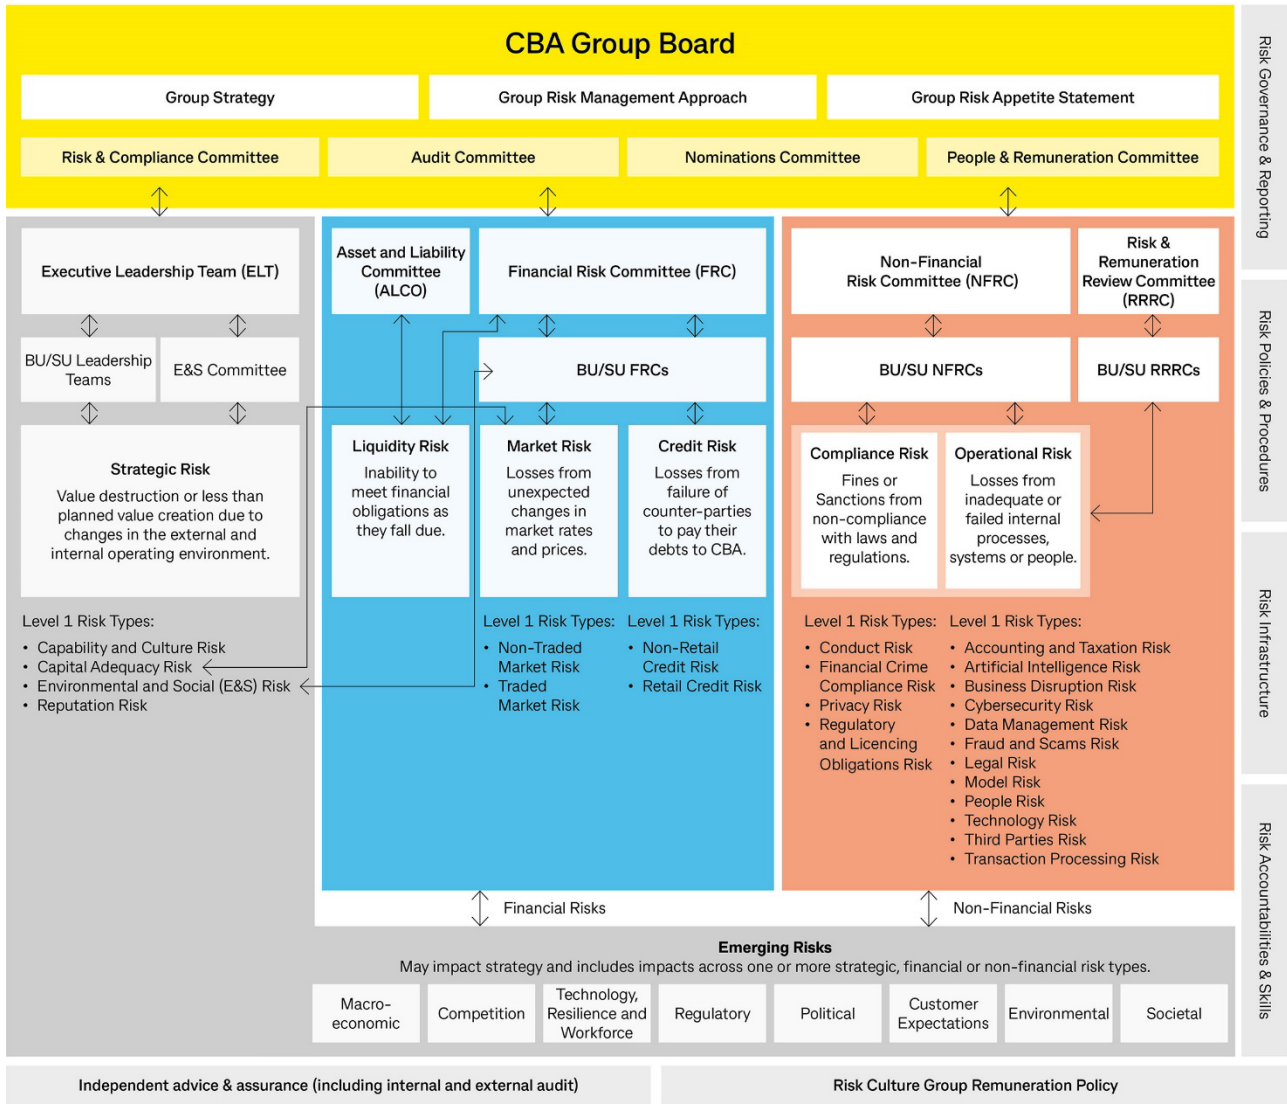 CBA Group Board
Group Strategy
Group Risk Management Approach
Group Risk Appetite Statement
Risk & Compliance Committee
Audit Committee
Nominations Committee
People & Remuneration Committee
Executive Leadership Team (ELT)
BU/SU Leadership
Teams
E&S Committee
Strategic Risk
Value destruction or less than
planned value creation due to
changes in the external and
internal operating environment.
Level 1 Risk Types:
• Capability and Culture Risk
• Capital Adequacy Risk
• Environmental and Social (E&S) Risk
• Reputation Risk
Asset and Liability
Committee
(ALCO)
Financial Risk Committee (FRC)
BU/SU FRCs
Liquidity Risk
Inability to
meet financial
obligations as
they fall due.
Market Risk
Losses from
unexpected
changes in
market rates
and prices.
Credit Risk
Losses from
failure of
counter-parties
to pay their
debts to CBA.
Level 1 Risk Types:
• Non-Traded
Market Risk
• Traded
Market Risk
Level 1 Risk Types:
• Non-Retail
Credit Risk
• Retail Credit Risk
Non-Financial
Risk Committee (NFRC)
Risk &
Remuneration
Review Committee
(RRRC)
BU/SU NFRCs
BU/SU RRRCs
Compliance Risk
Fines or
Sanctions from
non-compliance
with laws and
regulations.
Operational Risk
Losses from
inadequate or
failed internal
processes,
systems or people.
Level 1 Risk Types:
• Conduct Risk
• Financial Crime
Compliance Risk
• Privacy Risk
• Regulatory
and Licencing
Obligations Risk
Level 1 Risk Types:
• Accounting and Taxation Risk
• Artificial Intelligence Risk
• Business Disruption Risk
• Cybersecurity Risk
• Data Management Risk
• Fraud and Scams Risk
• Legal Risk
• Model Risk
• People Risk
• Technology Risk
• Third Parties Risk
• Transaction Processing Risk
Financial Risks
Non-Financial Risks
Emerging Risks
May impact strategy and includes impacts across one or more strategic, financial or non-financial risk types.
Macro-
economic
Competition
Technology,
Resilience and
Workforce
Regulatory
Political
Customer
Expectations
Environmental
Societal
Independent advice & assurance (including internal and external audit)
Risk Culture Group Remuneration Policy
Risk Governance & Reporting
Risk Policies & Procedures
Risk Infrastructure
Risk Accountabilities & Skills